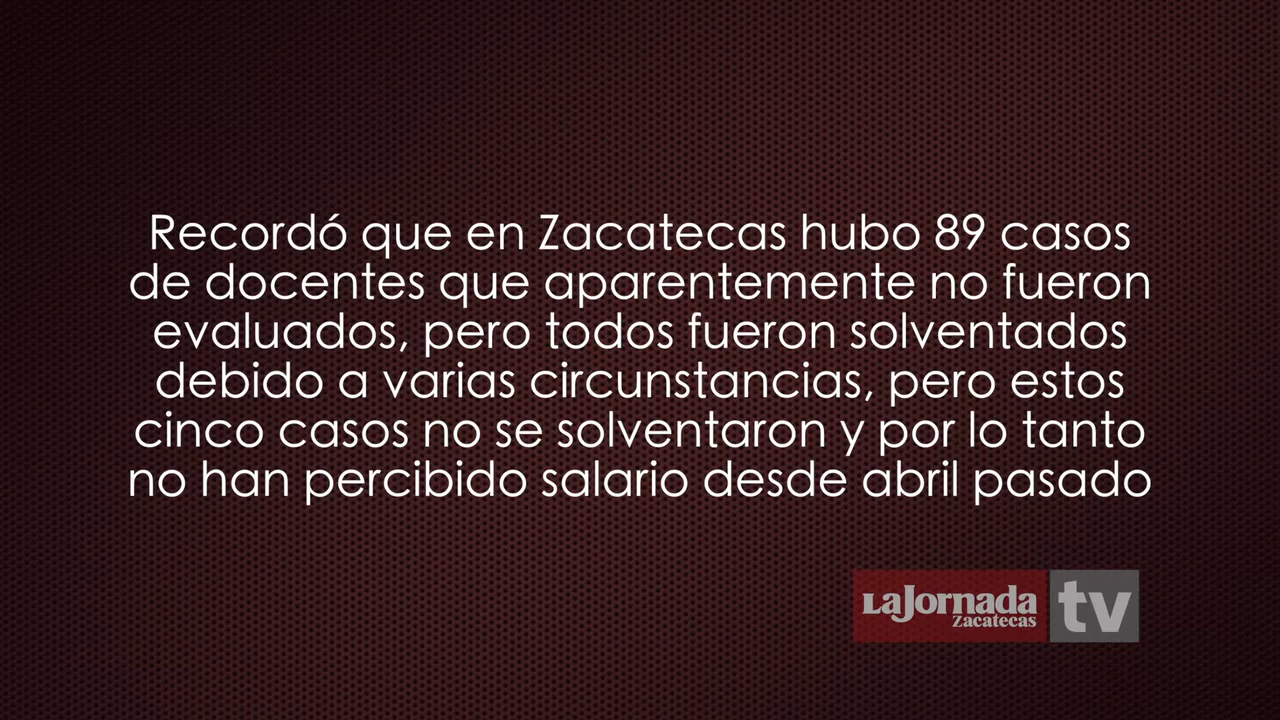 Recordó que en Zacatecas hubo 89 casos
de docentes que aparentemente no fueron
evaluados, pero todos fueron solventados
debido a varias circunstancias, pero estos
cinco casos no se solventaron y por lo tanto
no han percibido salario desde abril pasado
LaJornada
Zacatecas
tv